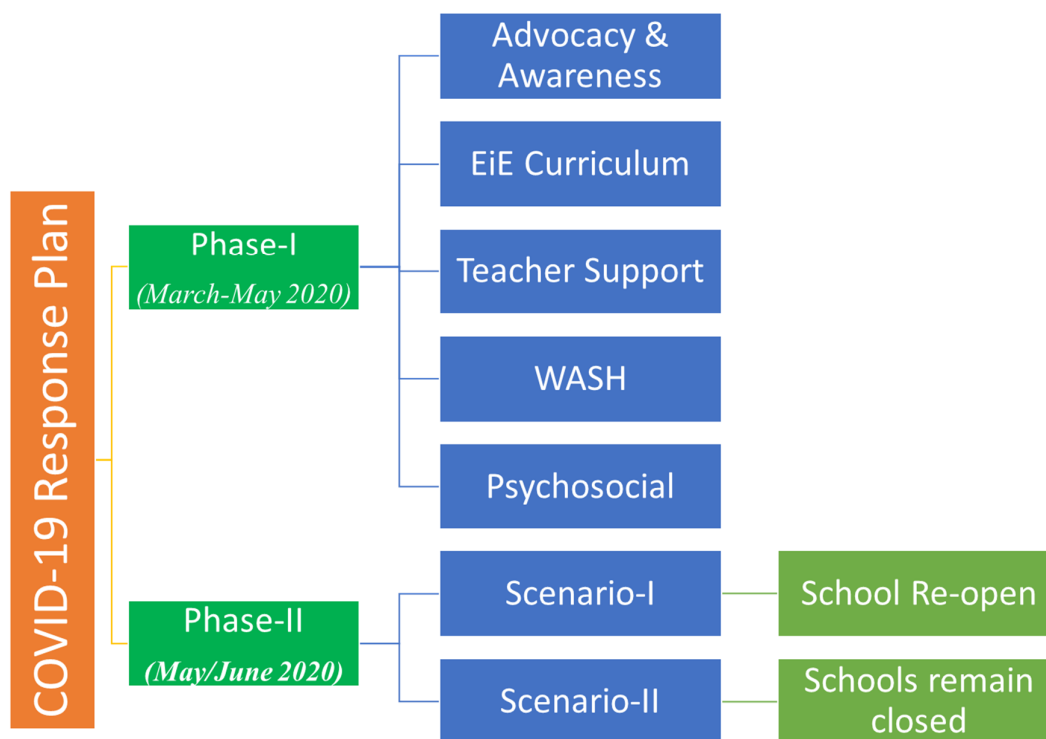 COVID-19 Response Plan
Phase-I
(March-May 2020)
Advocacy &
Awareness
EiE Curriculum
Teacher Support
WASH
Psychosocial
Phase-II
(May/June 2020)
Scenario-I
School Re-open
Scenario-II
Schools remain
closed